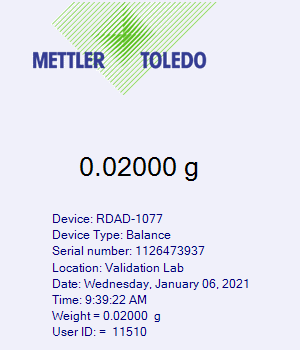 METTLER TOLEDO
0.02000 g
Device: RDAD-1077
Device Type: Balance
Serial number: 1126473937
Location: Validation Lab
Date: Wednesday, January 06, 2021
Time: 9:39:22 AM
Weight = 0.02000  g
User ID: =  11510